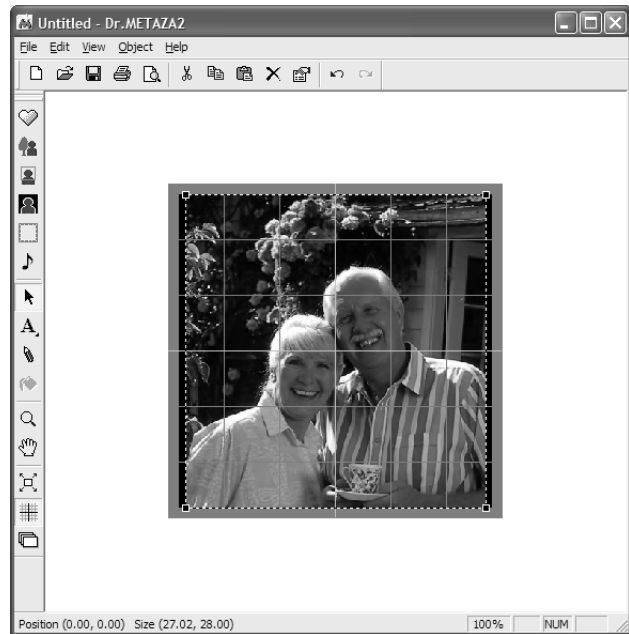 Untitled - Dr.METAZA2
File Edit View Object Help
A
Position (0.00, 0.00) Size (27.02, 28.00) 100% NUM